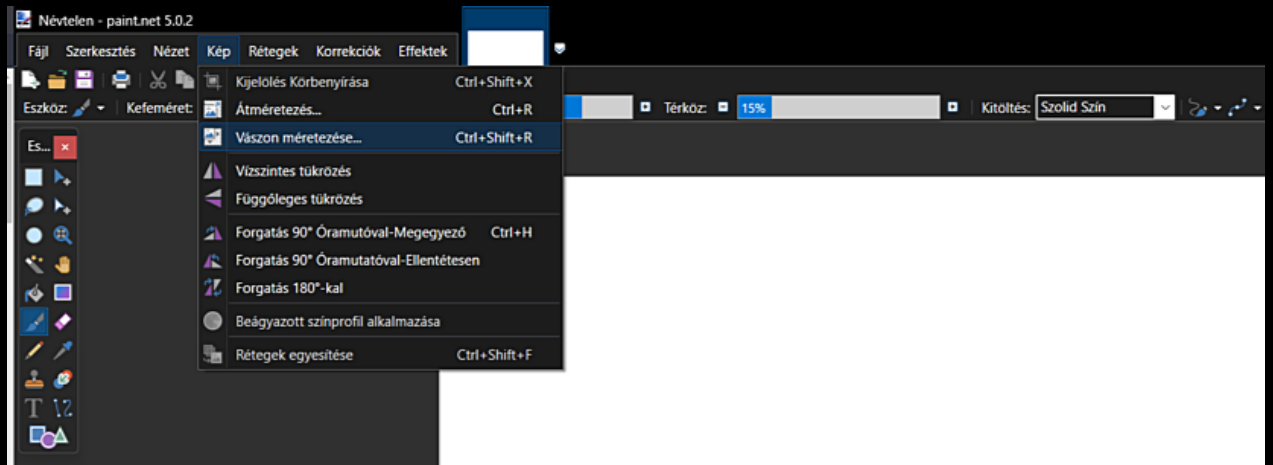 Névtelen - paint.net 5.0.2
Fájl Szerkesztés Nézet Kép Rétegek Korrekciók Effektek
Eszköz: Kefeméret: Térköz: 15% Kitöltés: Szolid Szín
Kijelölés Körbenyírása Ctrl+Shift+X
Átméretezés... Ctrl+R
Vászon méretezése... Ctrl+Shift+R
Vízszintes tükrözés
Függőleges tükrözés
Forgatás 90° Óramutóval-Megegyező Ctrl+H
Forgatás 90° Óramutatóval-Ellentétesen
Forgatás 180°-kal
Beágyazott színprofil alkalmazása
Rétegek egyesítése Ctrl+Shift+F
Es...